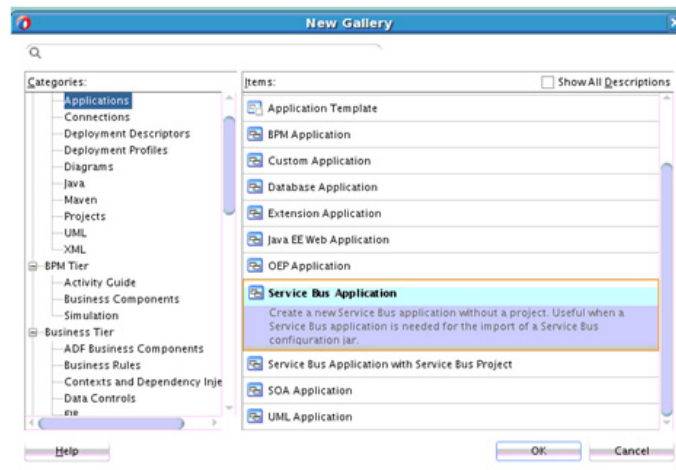 New Gallery
Categories:
Applications
Connections
Deployment Descriptors
Deployment Profiles
Diagrams
Java
Maven
Projects
UML
XML
BPM Tier
Activity Guide
Business Components
Simulation
Business Tier
ADF Business Components
Business Rules
Contexts and Dependency Inje
Data Controls
EJB
Items:
Show All Descriptions
Application Template
BPM Application
Custom Application
Database Application
Extension Application
Java EE Web Application
OEP Application
Service Bus Application
Create a new Service Bus application without a project. Useful when a
Service Bus application is needed for the import of a Service Bus
configuration jar.
Service Bus Application with Service Bus Project
SOA Application
UML Application
Help
OK
Cancel